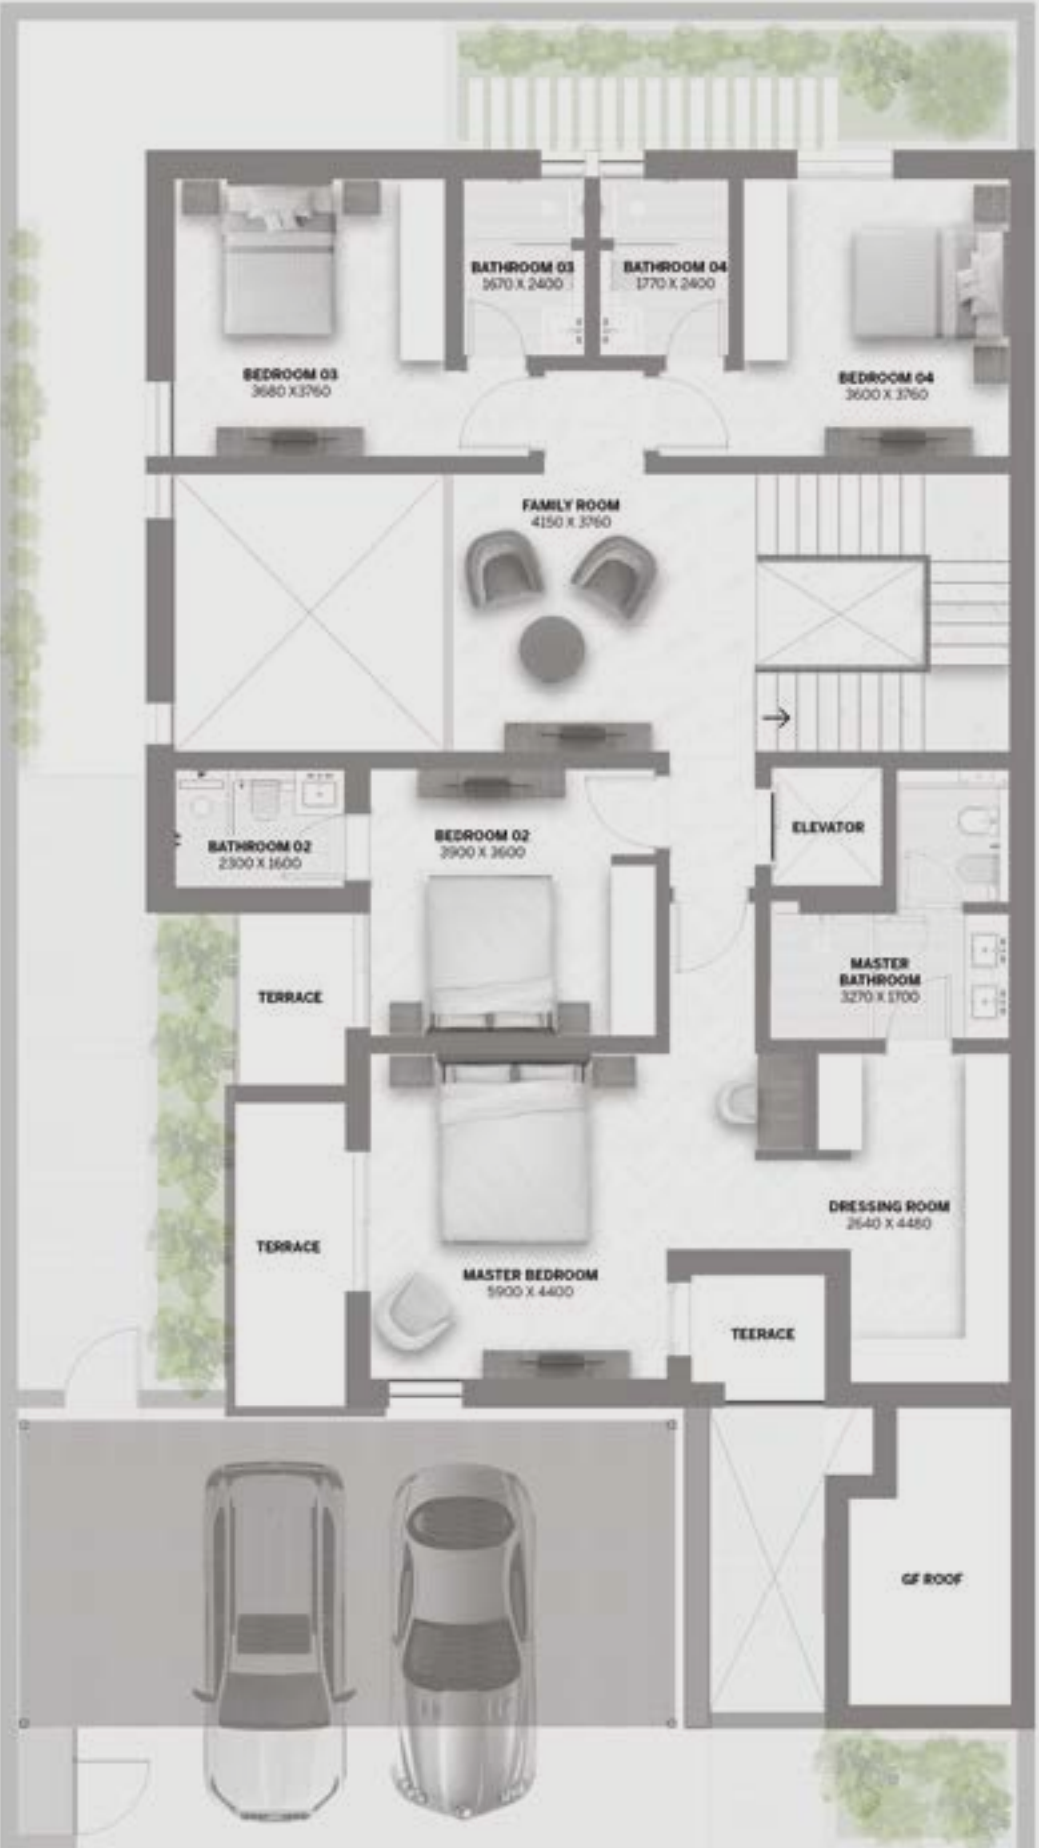 BATHROOM 03
1670 X 2400
BATHROOM 04
1770 X 2400
BEDROOM 03
3680 X3760
BEDROOM 04
3600 X 3760
FAMILY ROOM
4150 X 3760
BATHROOM 02
2300 X 1600
BEDROOM 02
3900 X 3600
ELEVATOR
TERRACE
MASTER
BATHROOM
3270 X 1700
DRESSING ROOM
2640 X 4480
TERRACE
MASTER BEDROOM
5900 X 4400
TEERACE
GF ROOF